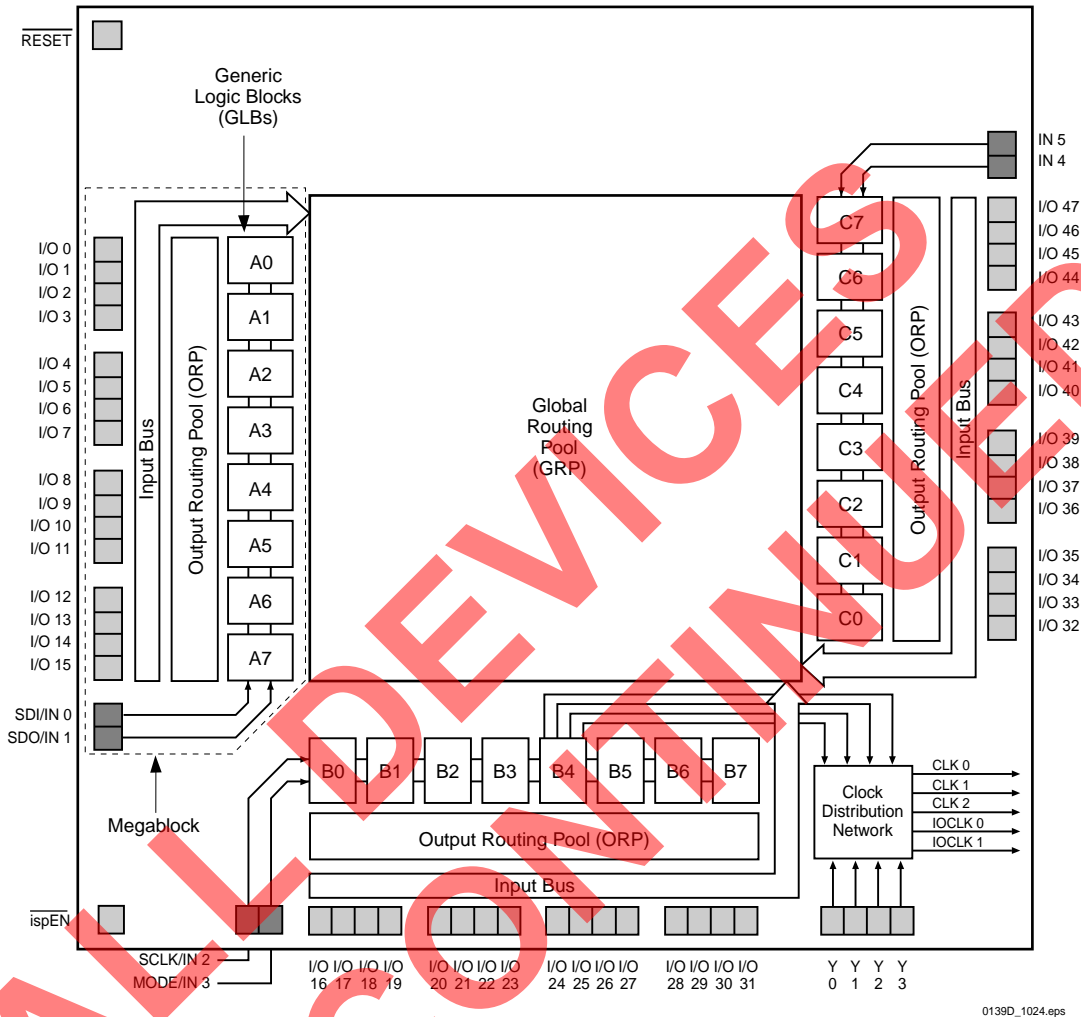 RESET
Generic
Logic Blocks
(GLBs)
IN 5
IN 4
I/O 0
I/O 1
I/O 2
I/O 3
I/O 4
I/O 5
I/O 6
I/O 7
I/O 8
I/O 9
I/O 10
I/O 11
I/O 12
I/O 13
I/O 14
I/O 15
SDI/IN 0
SDO/IN 1
Input Bus
Output Routing Pool (ORP)
A0
A1
A2
A3
A4
A5
A6
A7
Global
Routing
Pool
(GRP)
C7
C6
C5
C4
C3
C2
C1
C0
Output Routing Pool (ORP)
Input Bus
I/O 47
I/O 46
I/O 45
I/O 44
I/O 43
I/O 42
I/O 41
I/O 40
I/O 39
I/O 38
I/O 37
I/O 36
I/O 35
I/O 34
I/O 33
I/O 32
Megablock
B0 B1 B2 B3 B4 B5 B6 B7
Output Routing Pool (ORP)
Input Bus
Clock
Distribution
Network
CLK 0
CLK 1
CLK 2
IOCLK 0
IOCLK 1
ispEN
SCLK/IN 2
MODE/IN 3
I/O I/O I/O I/O I/O I/O I/O I/O I/O I/O I/O I/O I/O I/O I/O I/O Y Y Y Y
16 17 18 19 20 21 22 23 24 25 26 27 28 29 30 31 0 1 2 3
0139D_1024.eps
ALL DEVICES
CONTINUED